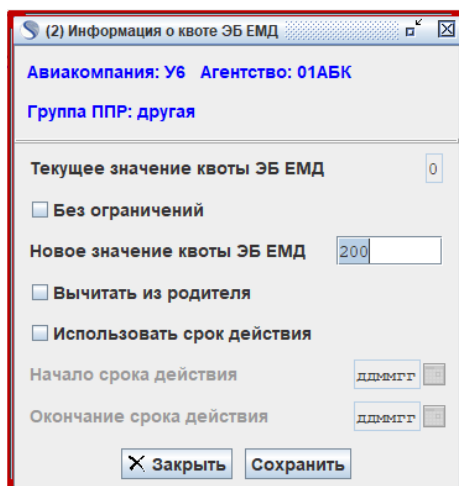 (2) Информация о квоте ЭБ ЕМД
Авиакомпания: У6 Агентство: 01АБК
Группа ППР: другая
Текущее значение квоты ЭБ ЕМД 0
Без ограничений
Новое значение квоты ЭБ ЕМД 200
Вычитать из родителя
Использовать срок действия
Начало срока действия ддммгг
Окончание срока действия ддммгг
Закрыть Сохранить